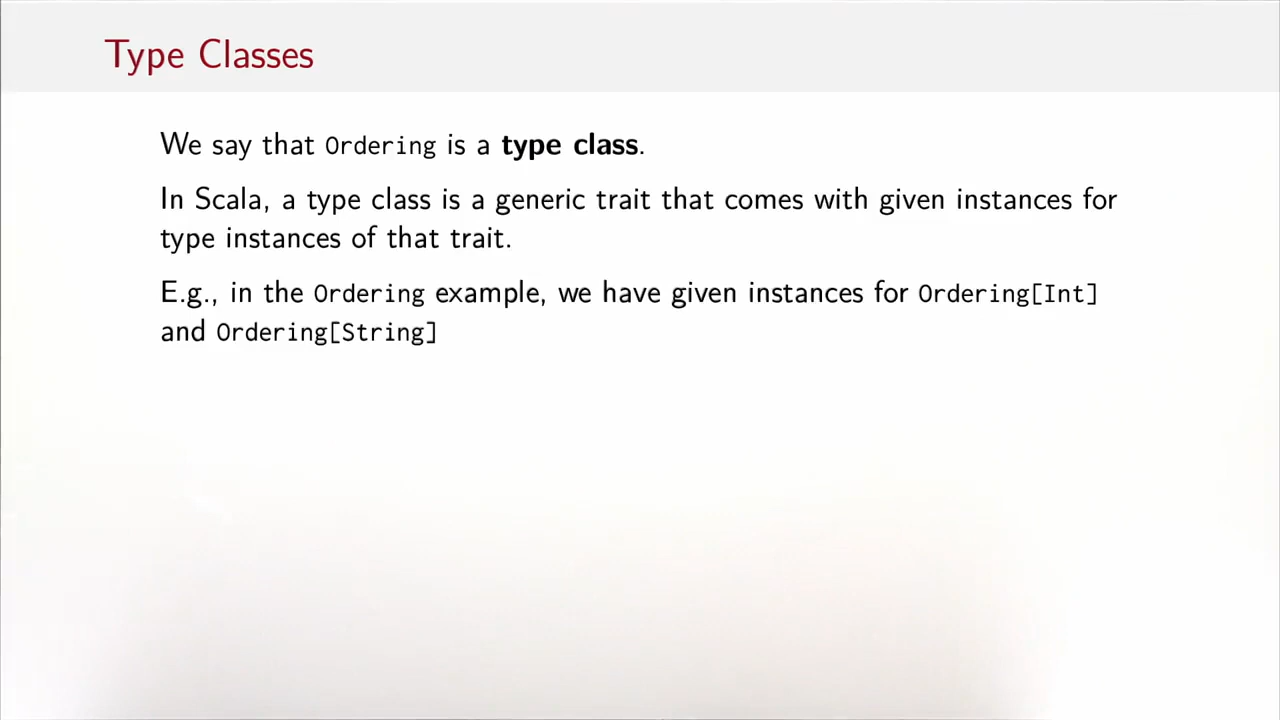 Type Classes
We say that Ordering is a type class.
In Scala, a type class is a generic trait that comes with given instances for
type instances of that trait.
E.g., in the Ordering example, we have given instances for Ordering[Int]
and Ordering[String]